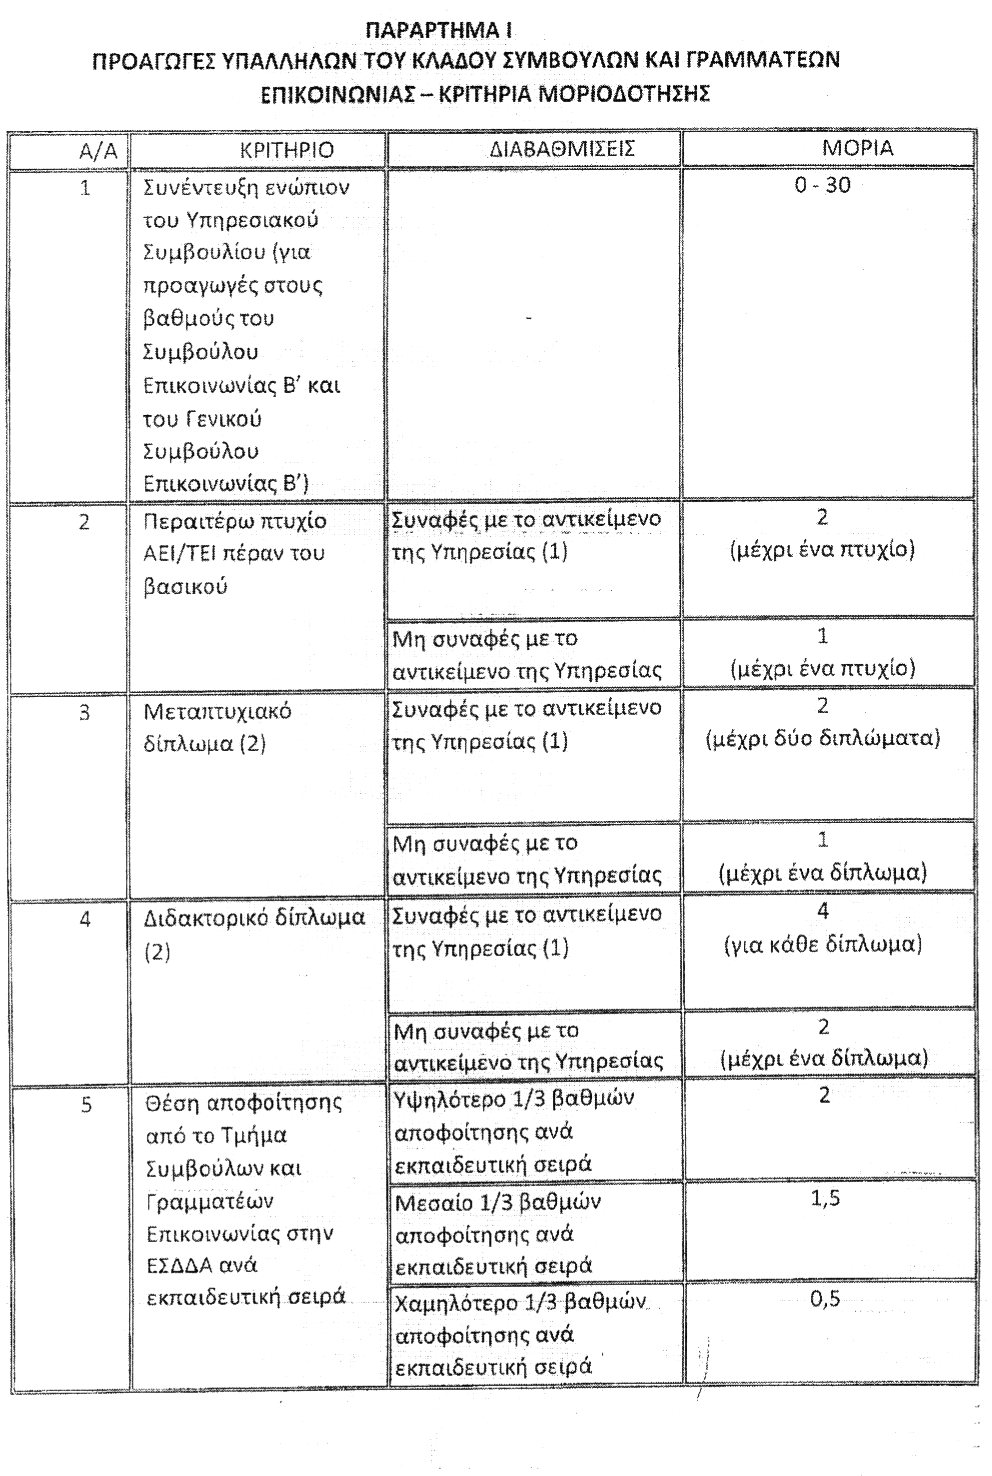 ΠΑΡΑΡΤΗΜΑ Ι
ΠΡΟΑΓΩΓΕΣ ΥΠΑΛΛΗΛΩΝ ΤΟΥ ΚΛΑΔΟΥ ΣΥΜΒΟΥΛΩΝ ΚΑΙ ΓΡΑΜΜΑΤΕΩΝ
ΕΠΙΚΟΙΝΩΝΙΑΣ – ΚΡΙΤΗΡΙΑ ΜΟΡΙΟΔΟΤΗΣΗΣ
Α/Α ΚΡΙΤΗΡΙΟ ΔΙΑΒΑΘΜΙΣΕΙΣ ΜΟΡΙΑ
1 Συνέντευξη ενώπιον 0 - 30
του Υπηρεσιακού
Συμβουλίου (για
προαγωγές στους
βαθμούς του -
Συμβούλου
Επικοινωνίας Β’ και
του Γενικού
Συμβούλου
Επικοινωνίας Β’)
2 Περαιτέρω πτυχίο Συναφές με το αντικείμενο 2
ΑΕΙ/ΤΕΙ πέραν του της Υπηρεσίας (1) (μέχρι ένα πτυχίο)
βασικού
Μη συναφές με το 1
αντικείμενο της Υπηρεσίας (μέχρι ένα πτυχίο)
3 Μεταπτυχιακό Συναφές με το αντικείμενο 2
δίπλωμα (2) της Υπηρεσίας (1) (μέχρι δύο διπλώματα)
Μη συναφές με το 1
αντικείμενο της Υπηρεσίας (μέχρι ένα δίπλωμα)
4 Διδακτορικό δίπλωμα Συναφές με το αντικείμενο 4
(2) της Υπηρεσίας (1) (για κάθε δίπλωμα)
Μη συναφές με το 2
αντικείμενο της Υπηρεσίας (μέχρι ένα δίπλωμα)
5 Θέση αποφοίτησης Υψηλότερο 1/3 βαθμών 2
από το Τμήμα αποφοίτησης ανά
Συμβούλων και εκπαιδευτική σειρά
Γραμματέων Μεσαίο 1/3 βαθμών 1,5
Επικοινωνίας στην αποφοίτησης ανά
ΕΣΔΔΑ ανά εκπαιδευτική σειρά
εκπαιδευτική σειρά Χαμηλότερο 1/3 βαθμών 0,5
αποφοίτησης ανά
εκπαιδευτική σειρά